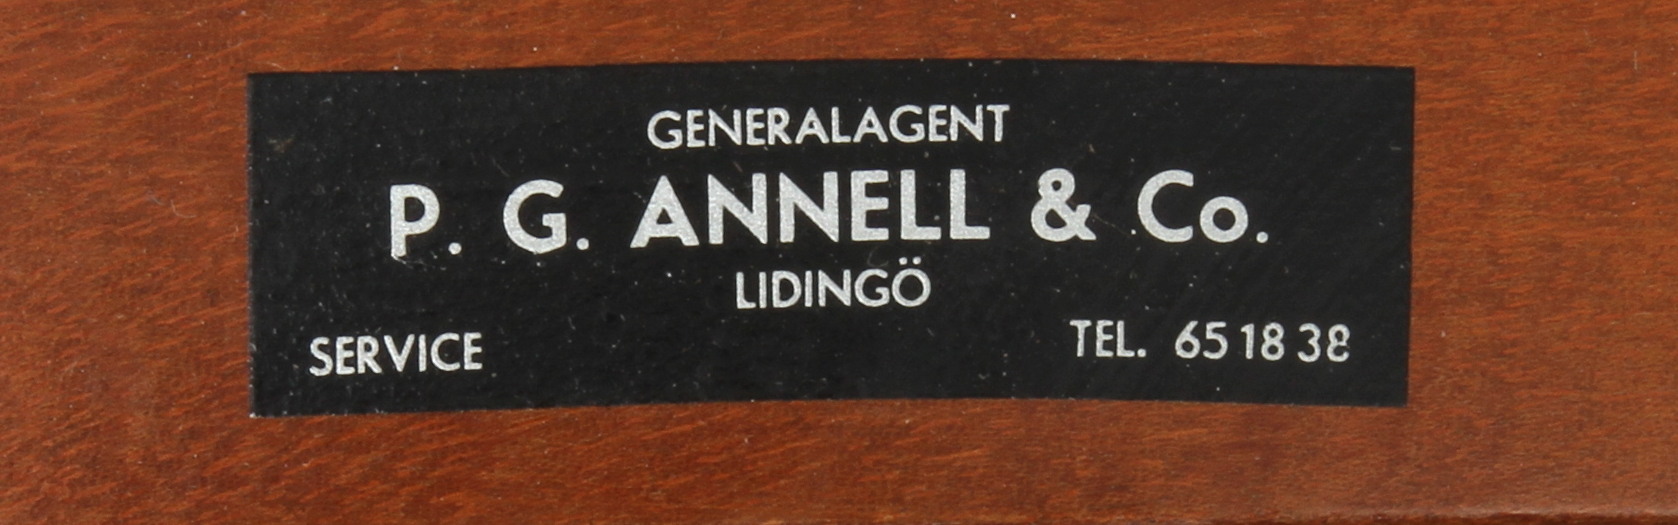 GENERALAGENT
P. G. ANNELL & Co.
LIDINGÖ
SERVICE TEL. 65 18 38